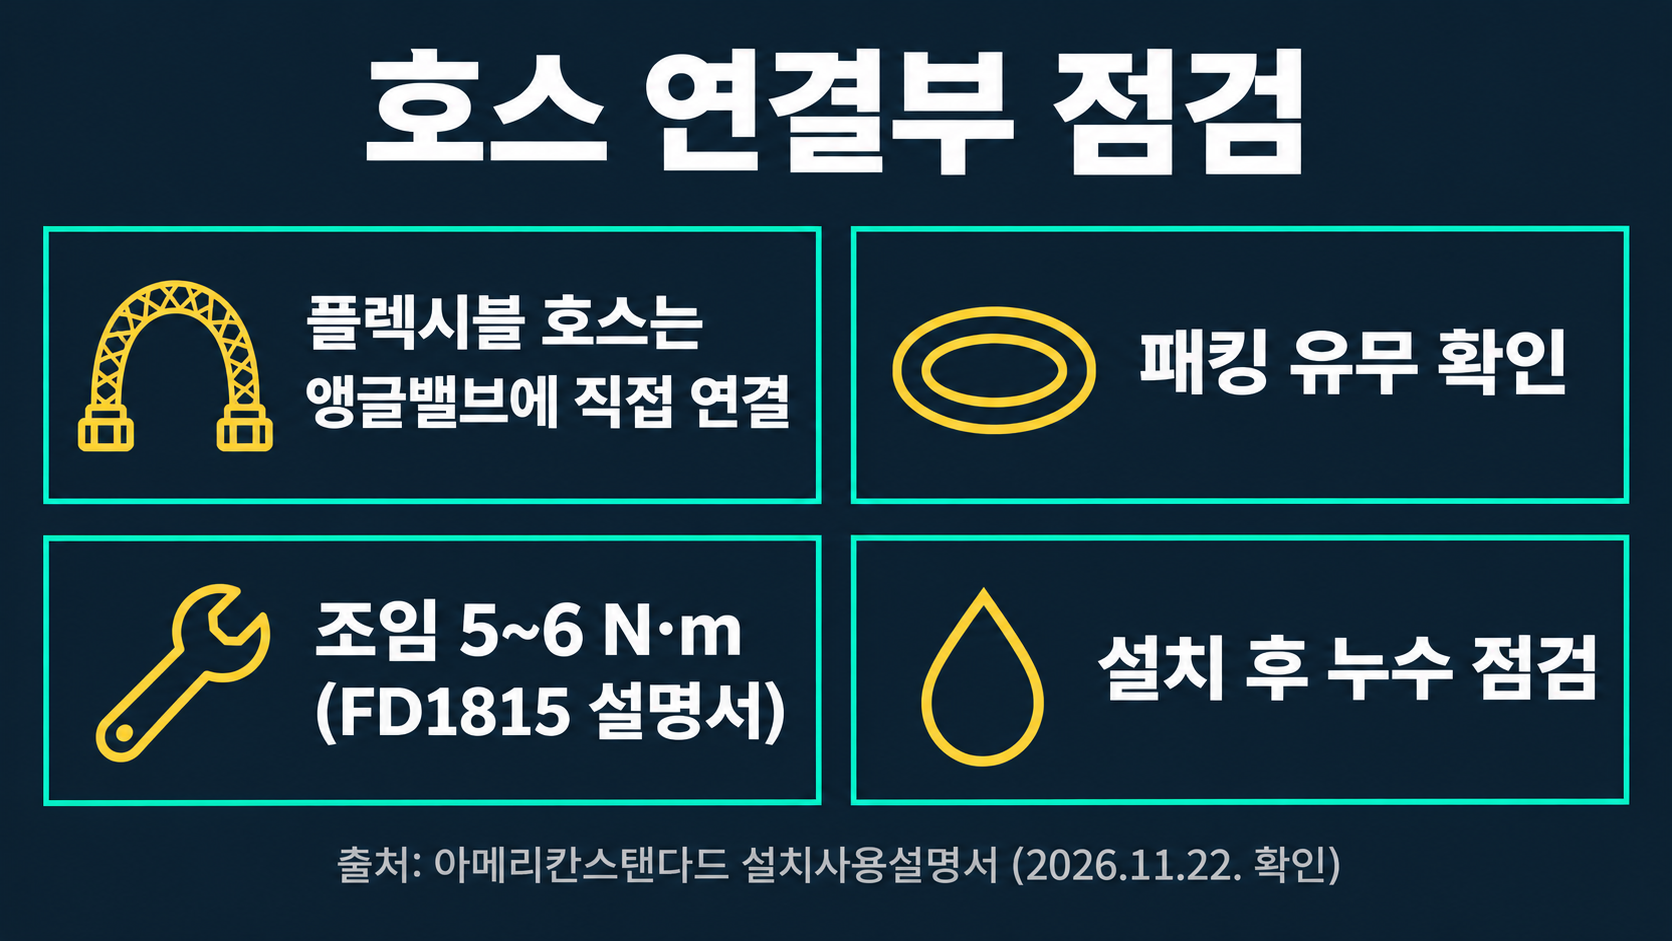 호스 연결부 점검
플렉시블 호스는
앵글밸브에 직접 연결
패킹 유무 확인
조임 5~6 N·m
(FD1815 설명서)
설치 후 누수 점검
출처: 아메리칸스탠다드 설치사용설명서 (2026.11.22. 확인)